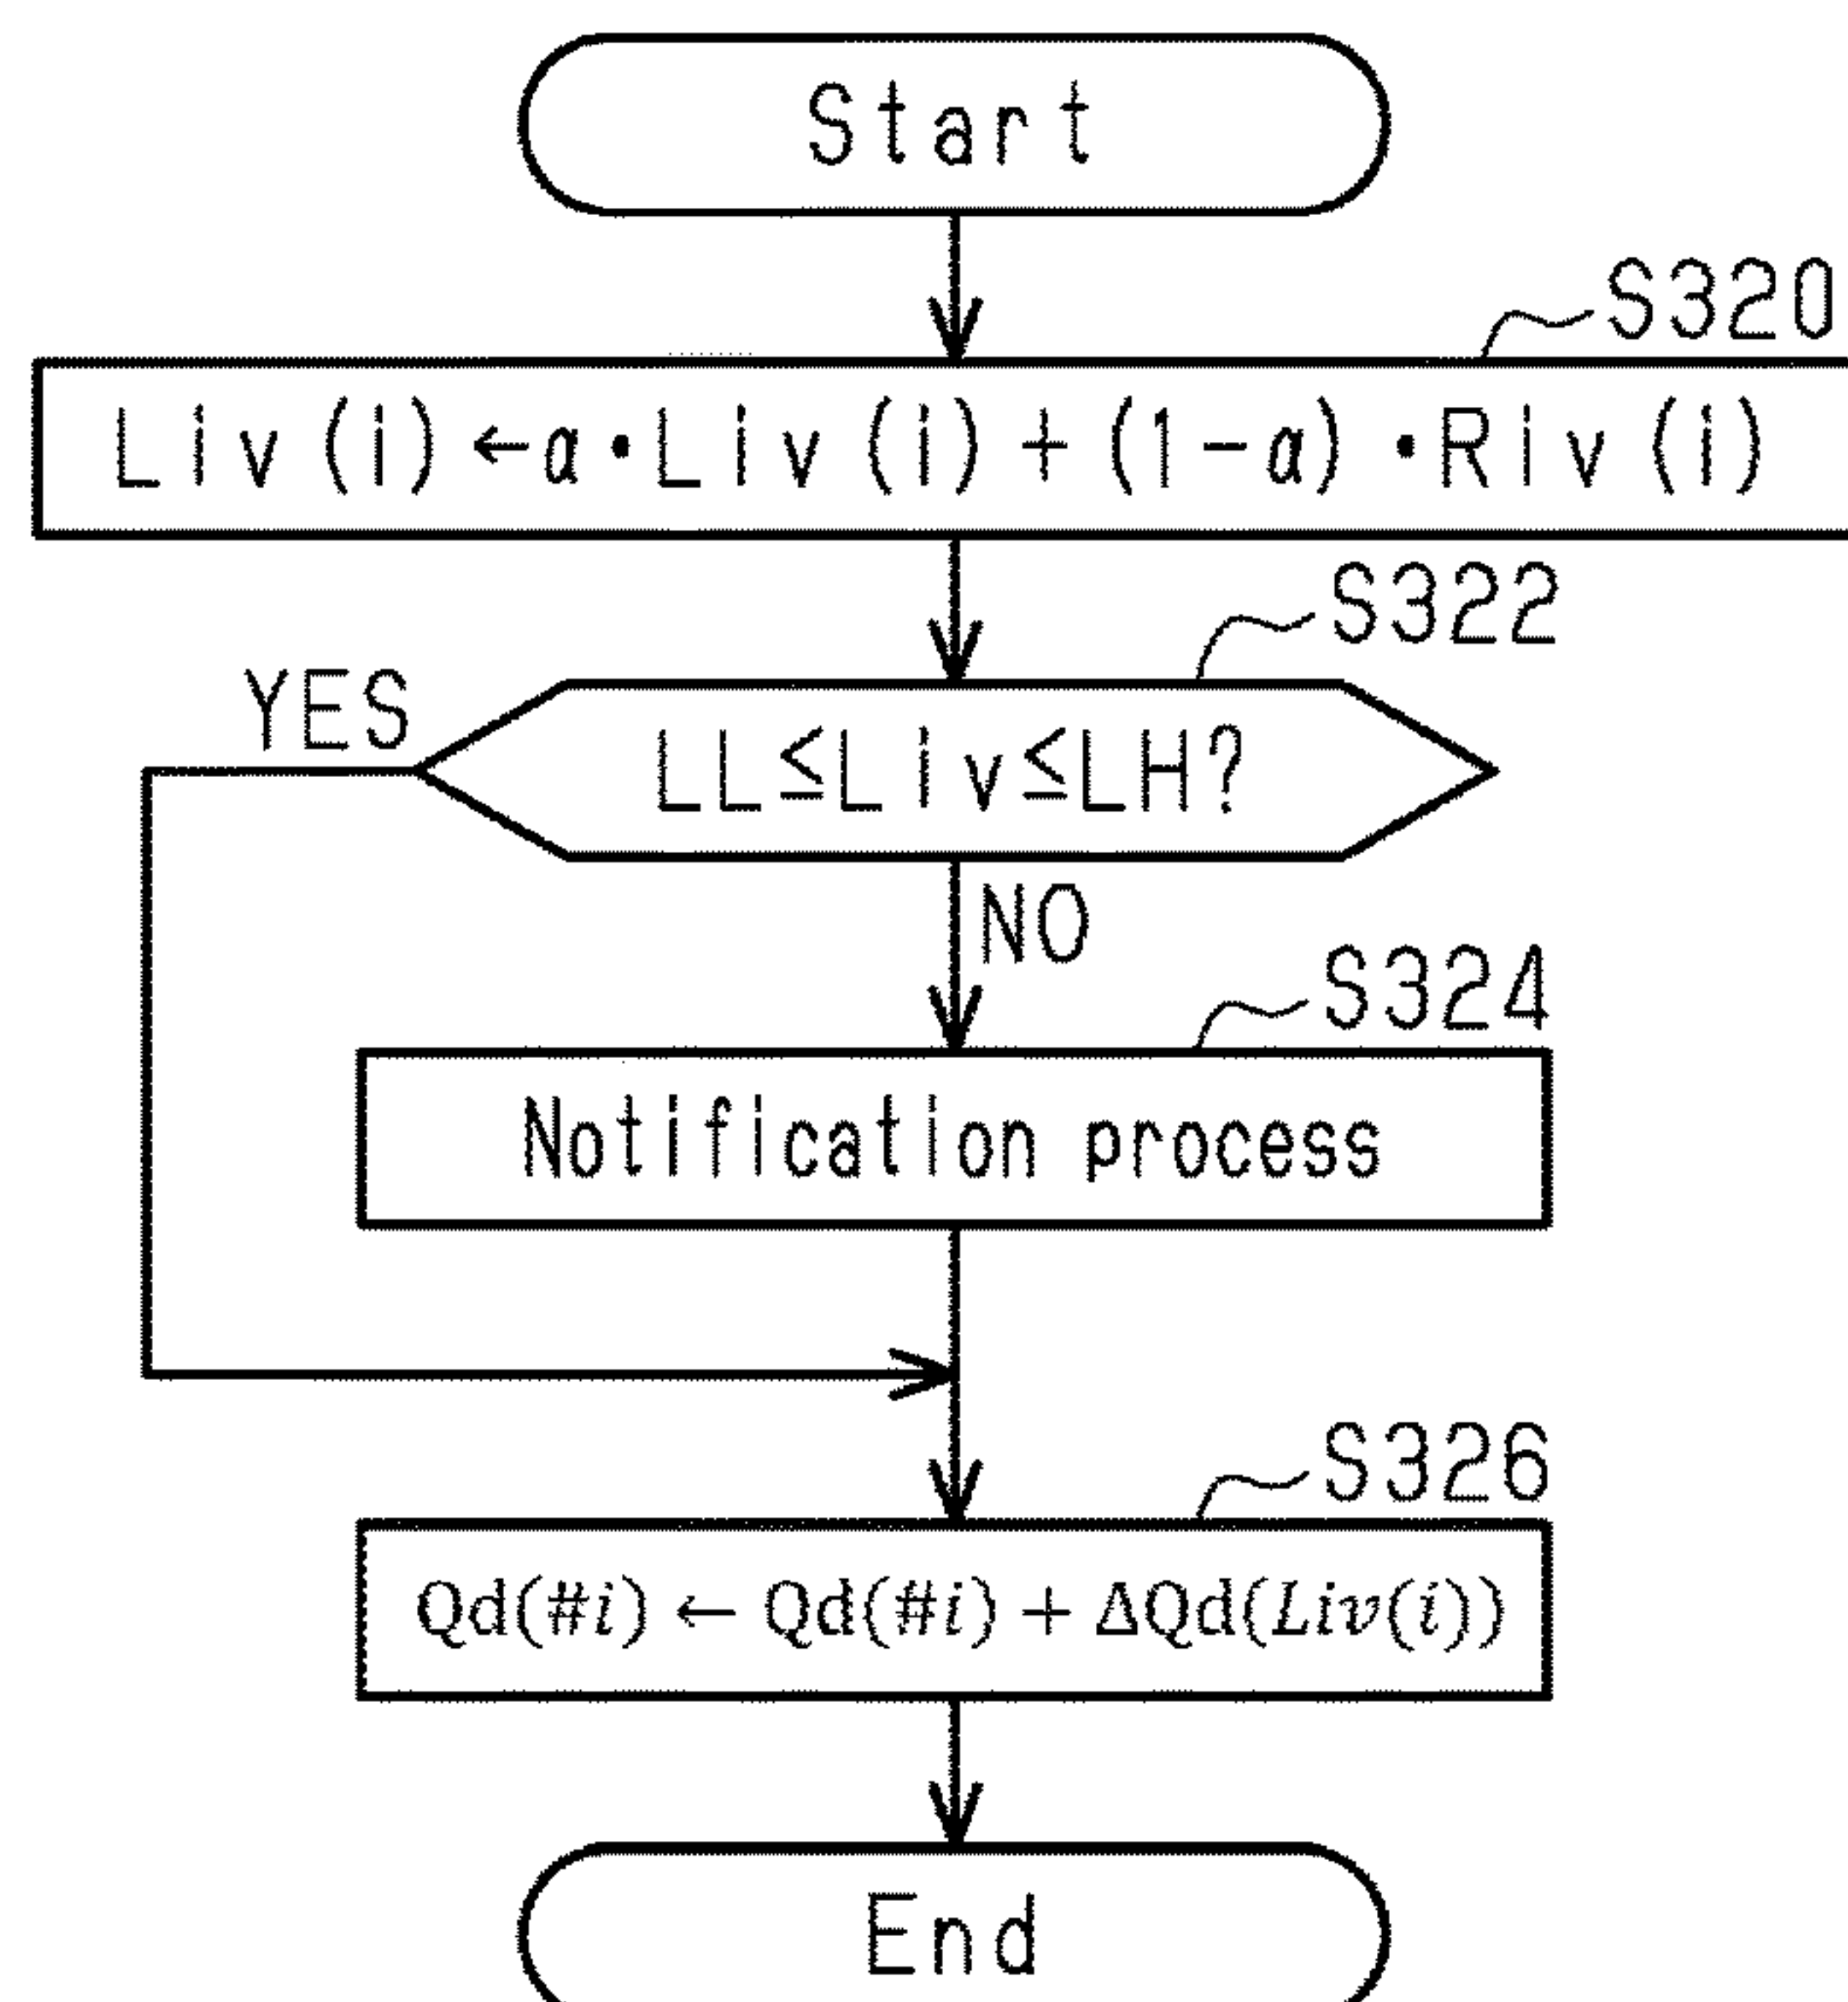 Start
S320
Liv(i)←α・Liv(i)+(1-α)・Riv(i)
S322
YES
LL≦Liv≦LH?
NO
S324
Notification process
S326
Qd(#i) ← Qd(#i) + ΔQd(Liv(i))
End